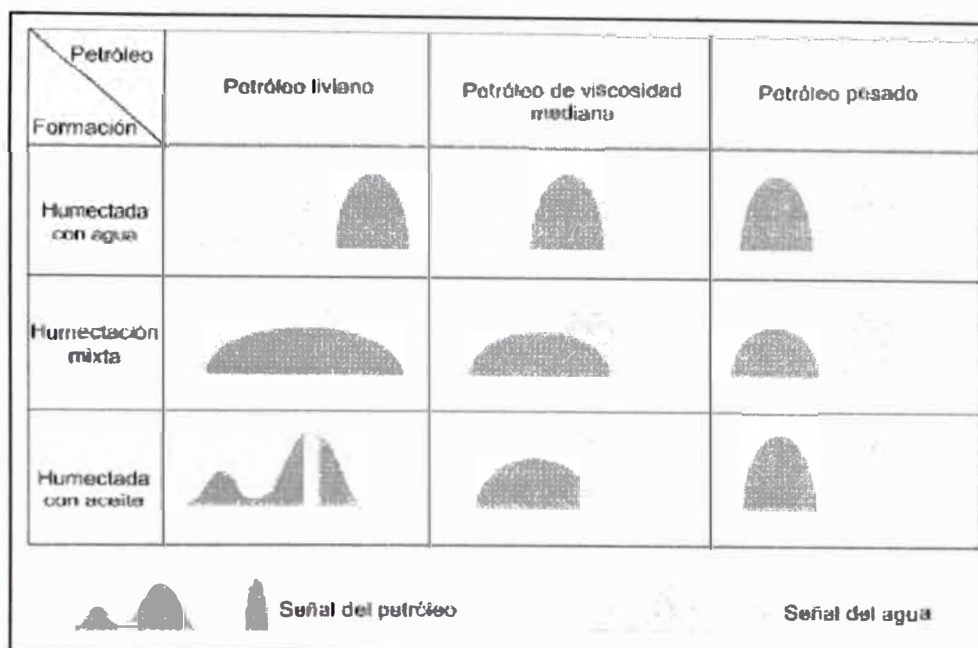 Petróleo
Formación
Petróleo liviano
Petróleo de viscosidad
mediana
Petróleo pesado
Humectada
con agua
Humectación
mixta
Humectada
con aceite
Señal del petróleo
Señal del agua